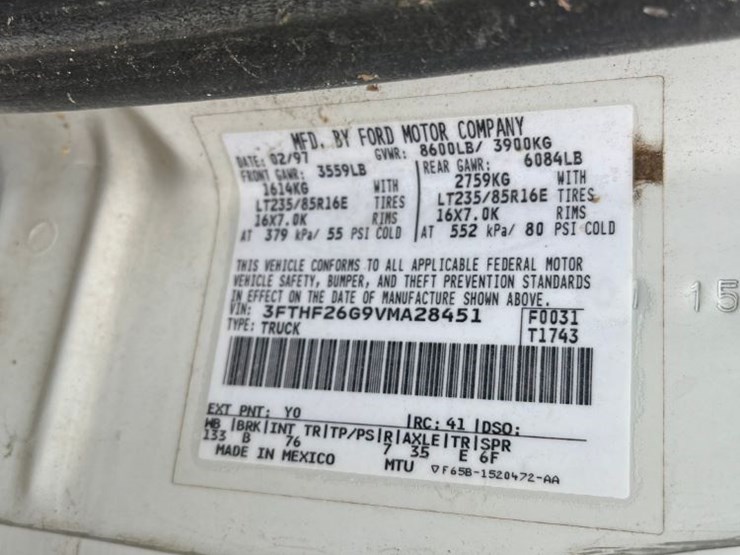 MFD. BY FORD MOTOR COMPANY
DATE: 02/97 GVWR: 8600LB/ 3900KG
FRONT GAWR: 3559LB REAR GAWR: 6084LB
1614KG WITH 2759KG WITH
LT235/85R16E TIRES LT235/85R16E TIRES
16X7.0K RIMS 16X7.0K RIMS
AT 379 kPa/ 55 PSI COLD AT 552 kPa/ 80 PSI COLD
THIS VEHICLE CONFORMS TO ALL APPLICABLE FEDERAL MOTOR
VEHICLE SAFETY, BUMPER, AND THEFT PREVENTION STANDARDS
IN EFFECT ON THE DATE OF MANUFACTURE SHOWN ABOVE.
VIN: 3FTHF26G9VMA28451 F0031
TYPE: TRUCK T1743
EXT PNT: YO RC: 41 DSO:
WB |BRK|INT TR|TP/PS|R|AXLE|TR|SPR
133 B 76 7 35 E 6F
MADE IN MEXICO MTU ▽F65B-1520472-AA
15